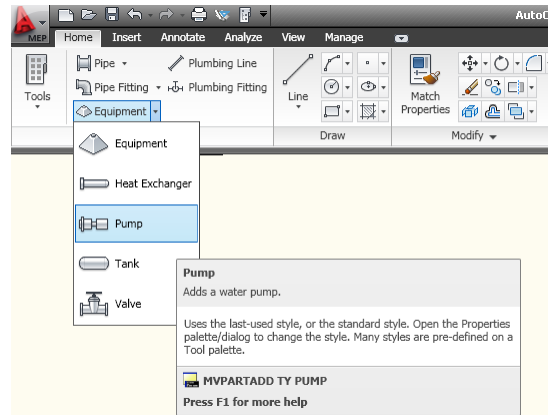 AutoC
MEP
Home Insert Annotate Analyze View Manage
Tools
Pipe
Plumbing Line
Pipe Fitting
Plumbing Fitting
Equipment
Line
Match
Properties
Draw
Modify
Equipment
Heat Exchanger
Pump
Tank
Valve
Pump
Adds a water pump.
Uses the last-used style, or the standard style. Open the Properties
palette/dialog to change the style. Many styles are pre-defined on a
Tool palette.
MVPARTADD TY PUMP
Press F1 for more help